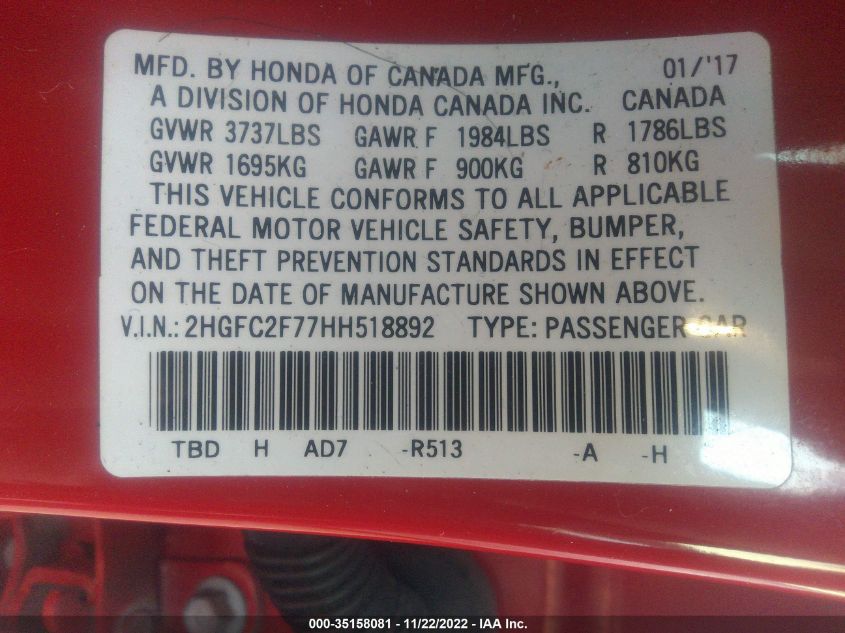 MFD. BY HONDA OF CANADA MFG., 01/'17
A DIVISION OF HONDA CANADA INC. CANADA
GVWR 3737LBS GAWR F 1984LBS R 1786LBS
GVWR 1695KG GAWR F 900KG R 810KG
THIS VEHICLE CONFORMS TO ALL APPLICABLE
FEDERAL MOTOR VEHICLE SAFETY, BUMPER,
AND THEFT PREVENTION STANDARDS IN EFFECT
ON THE DATE OF MANUFACTURE SHOWN ABOVE.
V.I.N.: 2HGFC2F77HH518892 TYPE: PASSENGER CAR
TBD H AD7 -R513 -A -H
000-35158081 - 11/22/2022 - IAA Inc.